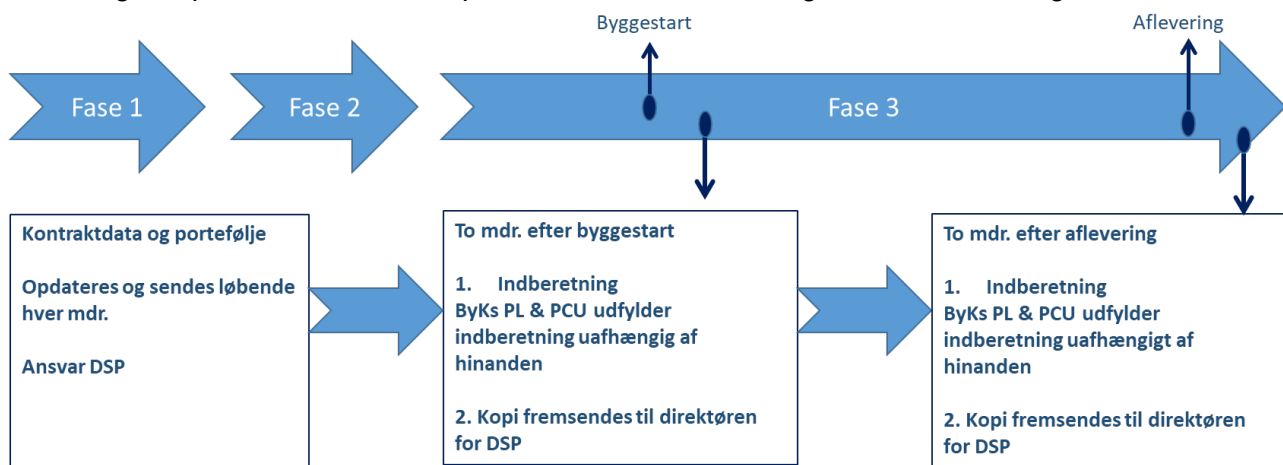 Byggestart
Aflevering
Fase 1
Fase 2
Fase 3
Kontraktdata og portefølje
Opdateres og sendes løbende
hver mdr.
Ansvar DSP
To mdr. efter byggestart
1. Indberetning
ByKs PL & PCU udfylder
indberetning uafhængig af
hinanden
2. Kopi fremsendes til direktøren
for DSP
To mdr. efter aflevering
1. Indberetning
ByKs PL & PCU udfylder
indberetning uafhængigt af
hinanden
2. Kopi fremsendes til direktøren
for DSP